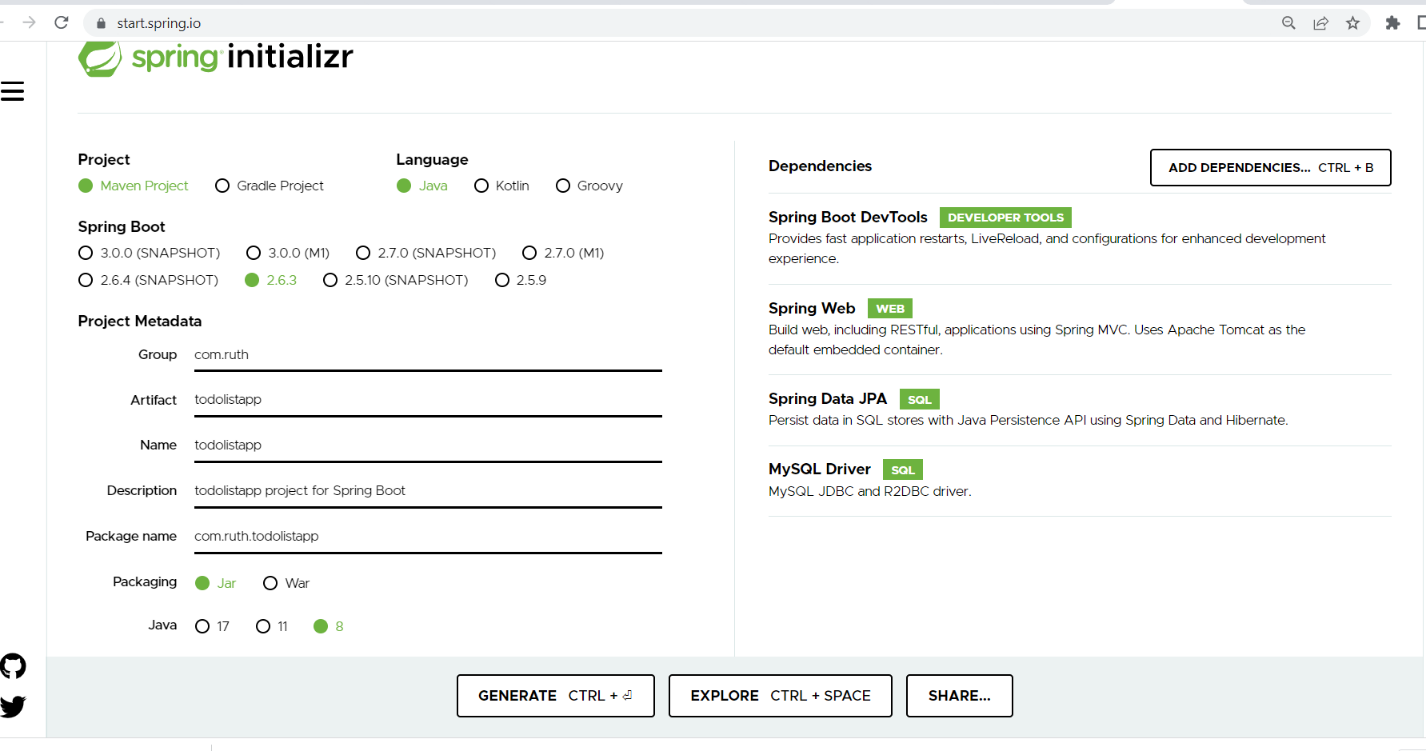 start.spring.io
spring initializr
Project
Maven Project Gradle Project
Language
Java Kotlin Groovy
Spring Boot
3.0.0 (SNAPSHOT) 3.0.0 (M1) 2.7.0 (SNAPSHOT) 2.7.0 (M1)
2.6.4 (SNAPSHOT) 2.6.3 2.5.10 (SNAPSHOT) 2.5.9
Project Metadata
Group com.ruth
Artifact todolistapp
Name todolistapp
Description todolistapp project for Spring Boot
Package name com.ruth.todolistapp
Packaging Jar War
Java 17 11 8
Dependencies
ADD DEPENDENCIES... CTRL + B
Spring Boot DevTools DEVELOPER TOOLS
Provides fast application restarts, LiveReload, and configurations for enhanced development
experience.
Spring Web WEB
Build web, including RESTful, applications using Spring MVC. Uses Apache Tomcat as the
default embedded container.
Spring Data JPA SQL
Persist data in SQL stores with Java Persistence API using Spring Data and Hibernate.
MySQL Driver SQL
MySQL JDBC and R2DBC driver.
GENERATE CTRL + ⏎ EXPLORE CTRL + SPACE SHARE...